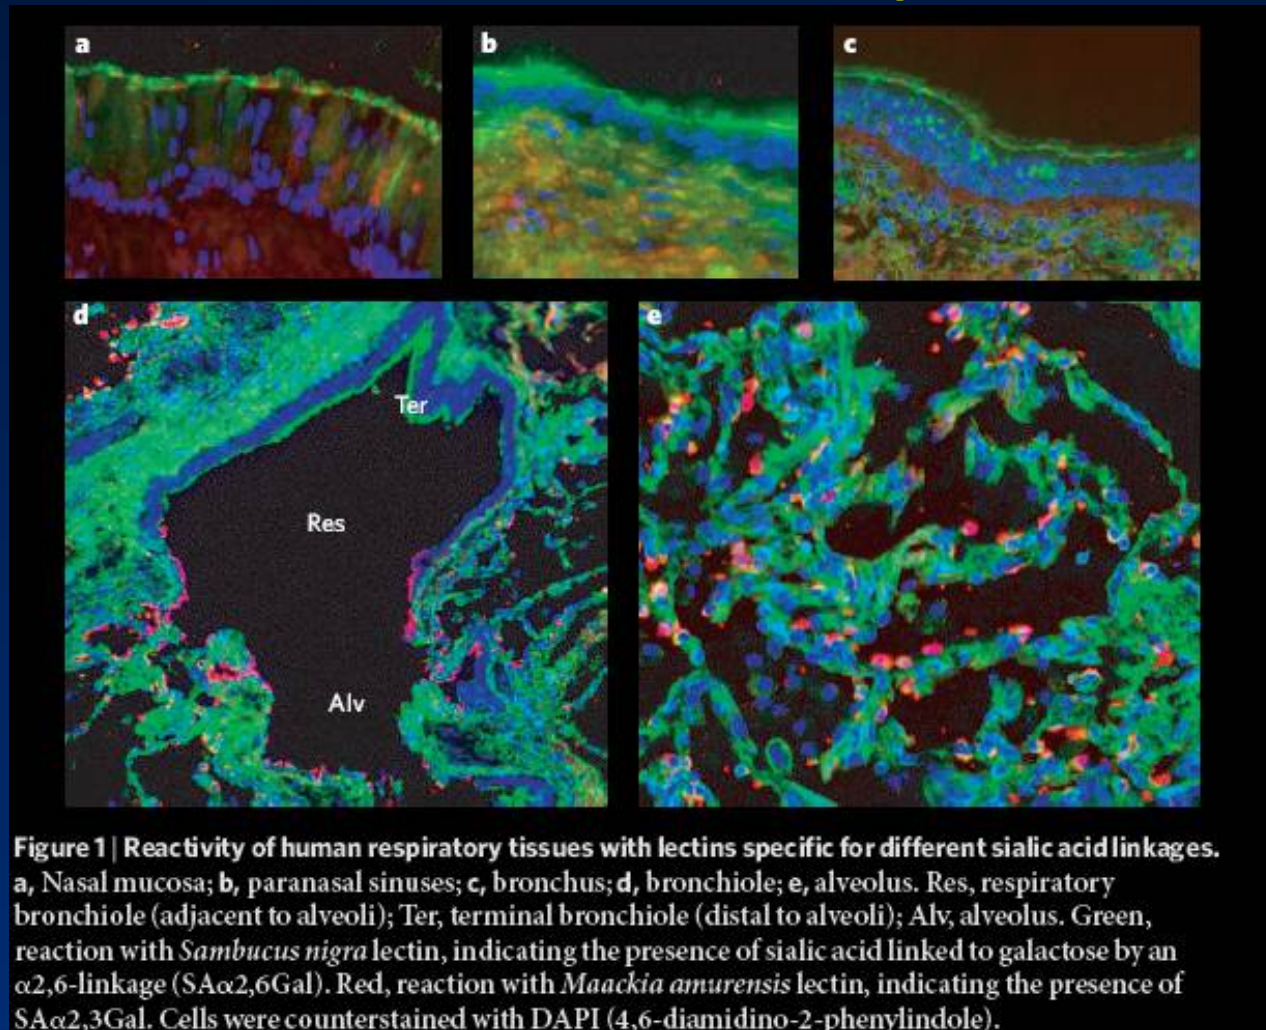 a
b
c
d
e
Ter
Res
Alv
Figure 1 | Reactivity of human respiratory tissues with lectins specific for different sialic acid linkages.
a, Nasal mucosa; b, paranasal sinuses; c, bronchus; d, bronchiole; e, alveolus. Res, respiratory
bronchiole (adjacent to alveoli); Ter, terminal bronchiole (distal to alveoli); Alv, alveolus. Green,
reaction with Sambucus nigra lectin, indicating the presence of sialic acid linked to galactose by an
α2,6-linkage (SAα2,6Gal). Red, reaction with Maackia amurensis lectin, indicating the presence of
SAα2,3Gal. Cells were counterstained with DAPI (4,6-diamidino-2-phenylindole).